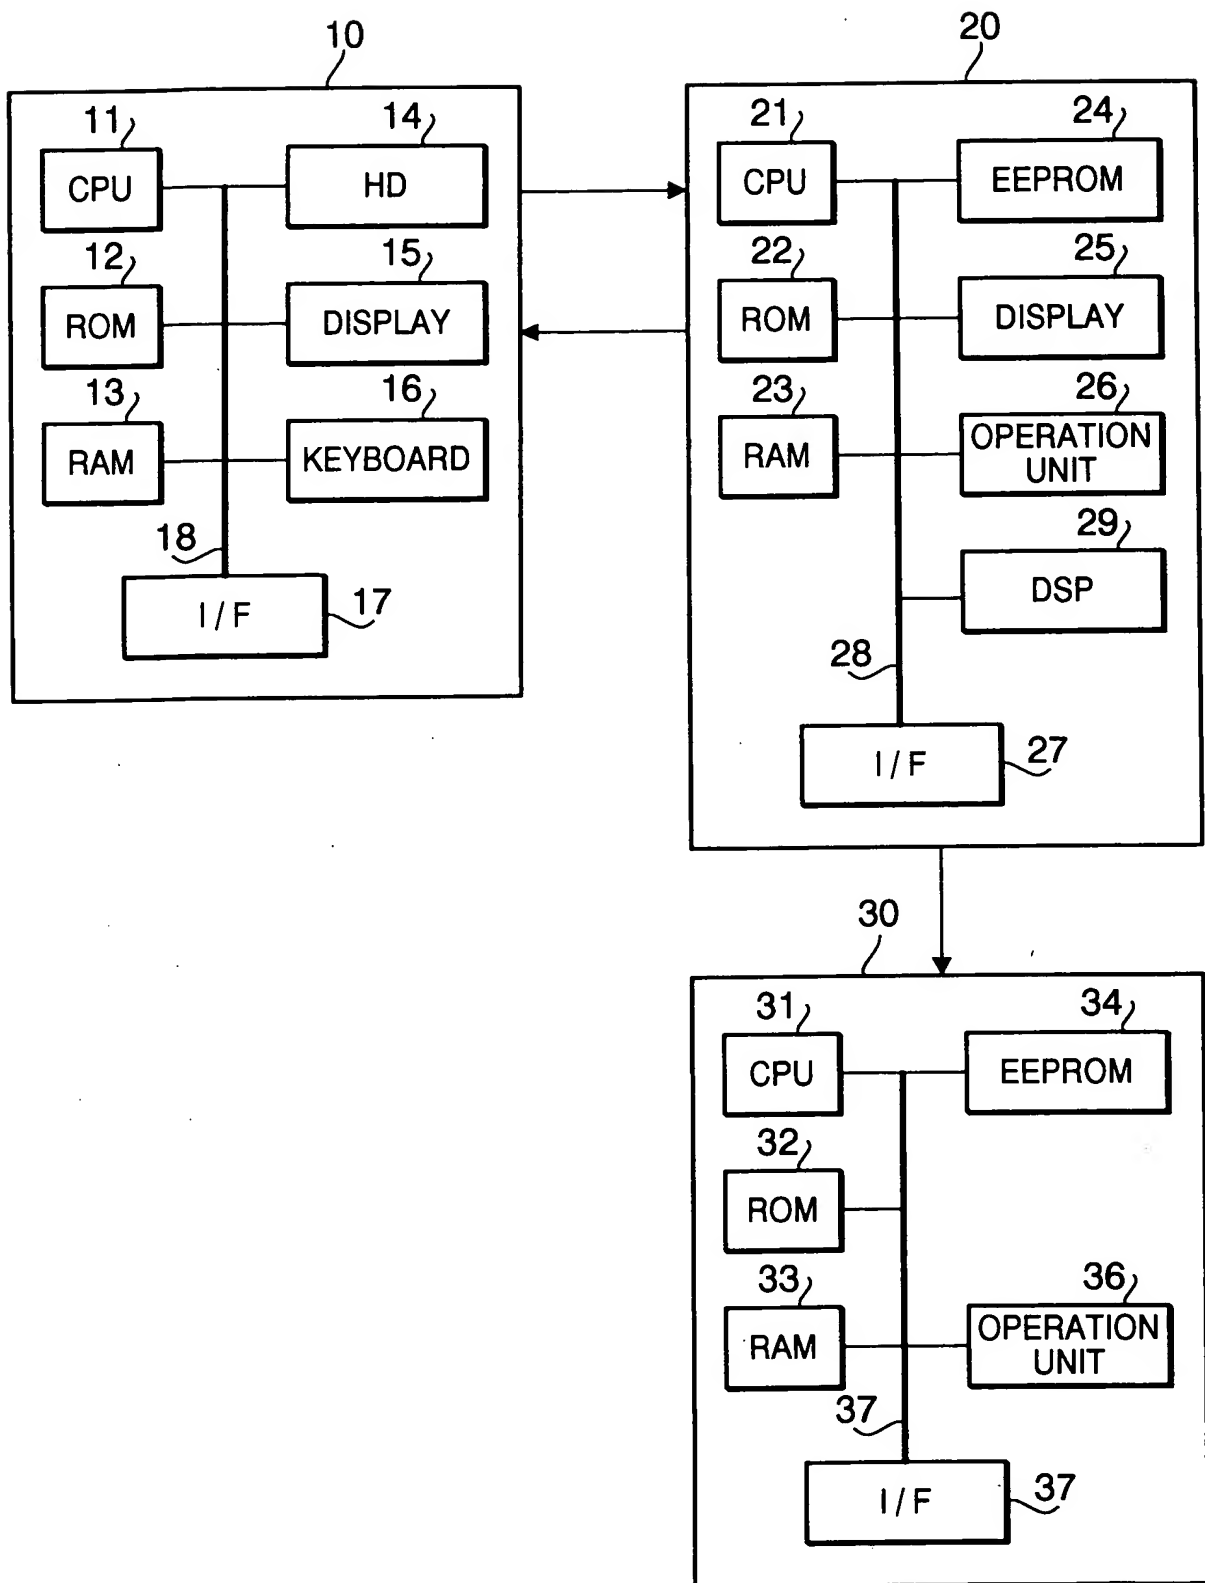 10
11
14
CPU
HD
12
15
ROM
DISPLAY
13
16
RAM
KEYBOARD
18
I/F
17
20
21
24
CPU
EEPROM
22
25
ROM
DISPLAY
23
26
RAM
OPERATION
UNIT
29
DSP
28
I/F
27
30
31
34
CPU
EEPROM
32
ROM
33
36
RAM
OPERATION
UNIT
37
I/F
37